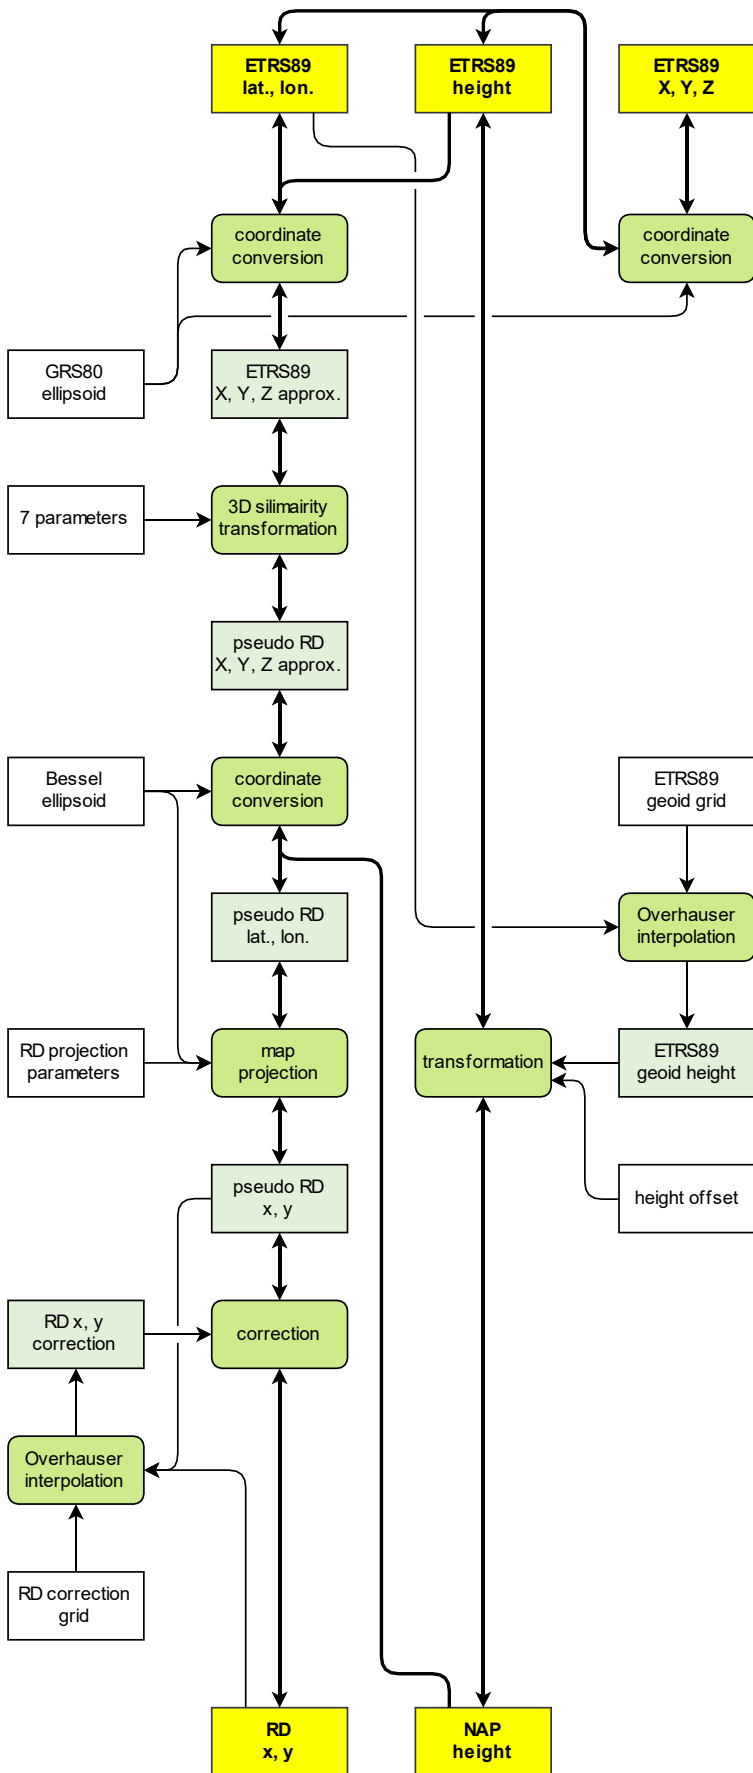 ETRS89
lat., lon.
ETRS89
height
ETRS89
X, Y, Z
coordinate
conversion
coordinate
conversion
GRS80
ellipsoid
ETRS89
X, Y, Z approx.
7 parameters
3D silimairity
transformation
pseudo RD
X, Y, Z approx.
Bessel
ellipsoid
coordinate
conversion
ETRS89
geoid grid
pseudo RD
lat., lon.
Overhauser
interpolation
RD projection
parameters
map
projection
transformation
ETRS89
geoid height
pseudo RD
x, y
height offset
RD x, y
correction
correction
Overhauser
interpolation
RD correction
grid
RD
x, y
NAP
height